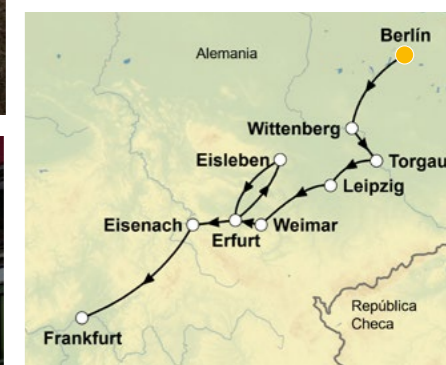 Berlín
Alemania
Wittenberg
Eisleben
Torgau
Leipzig
Eisenach
Erfurt
Weimar
República
Checa
Frankfurt